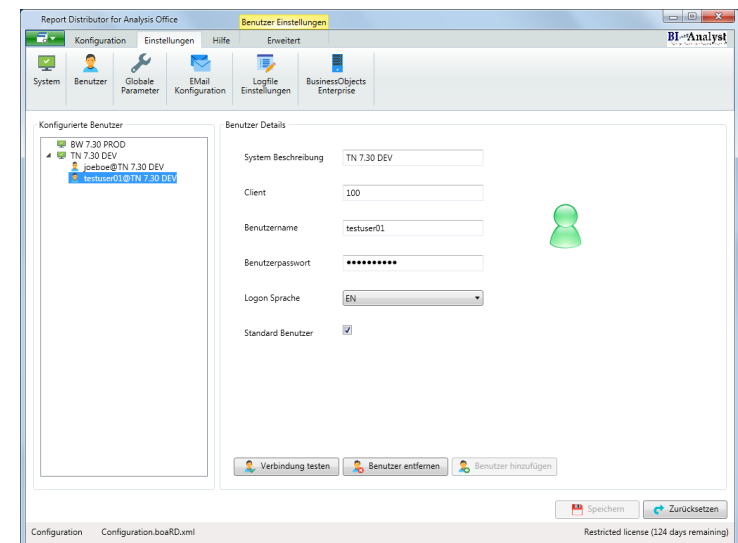 Report Distributor for Analysis Office
Benutzer Einstellungen
Konfiguration Einstellungen Hilfe Erweitert
BI Analyst
System Benutzer Globale Parameter EMail Konfiguration Logfile Einstellungen BusinessObjects Enterprise
Konfigurierte Benutzer
BW 7.30 PROD
TN 7.30 DEV
joeboe@TN 7.30 DEV
testuser01@TN 7.30 DEV
Benutzer Details
System Beschreibung TN 7.30 DEV
Client 100
Benutzername testuser01
Benutzerpasswort ••••••••••
Logon Sprache EN
Standard Benutzer
Verbindung testen Benutzer entfernen Benutzer hinzufügen
Speichern Zurücksetzen
Configuration Configuration.boaRD.xml Restricted license (124 days remaining)